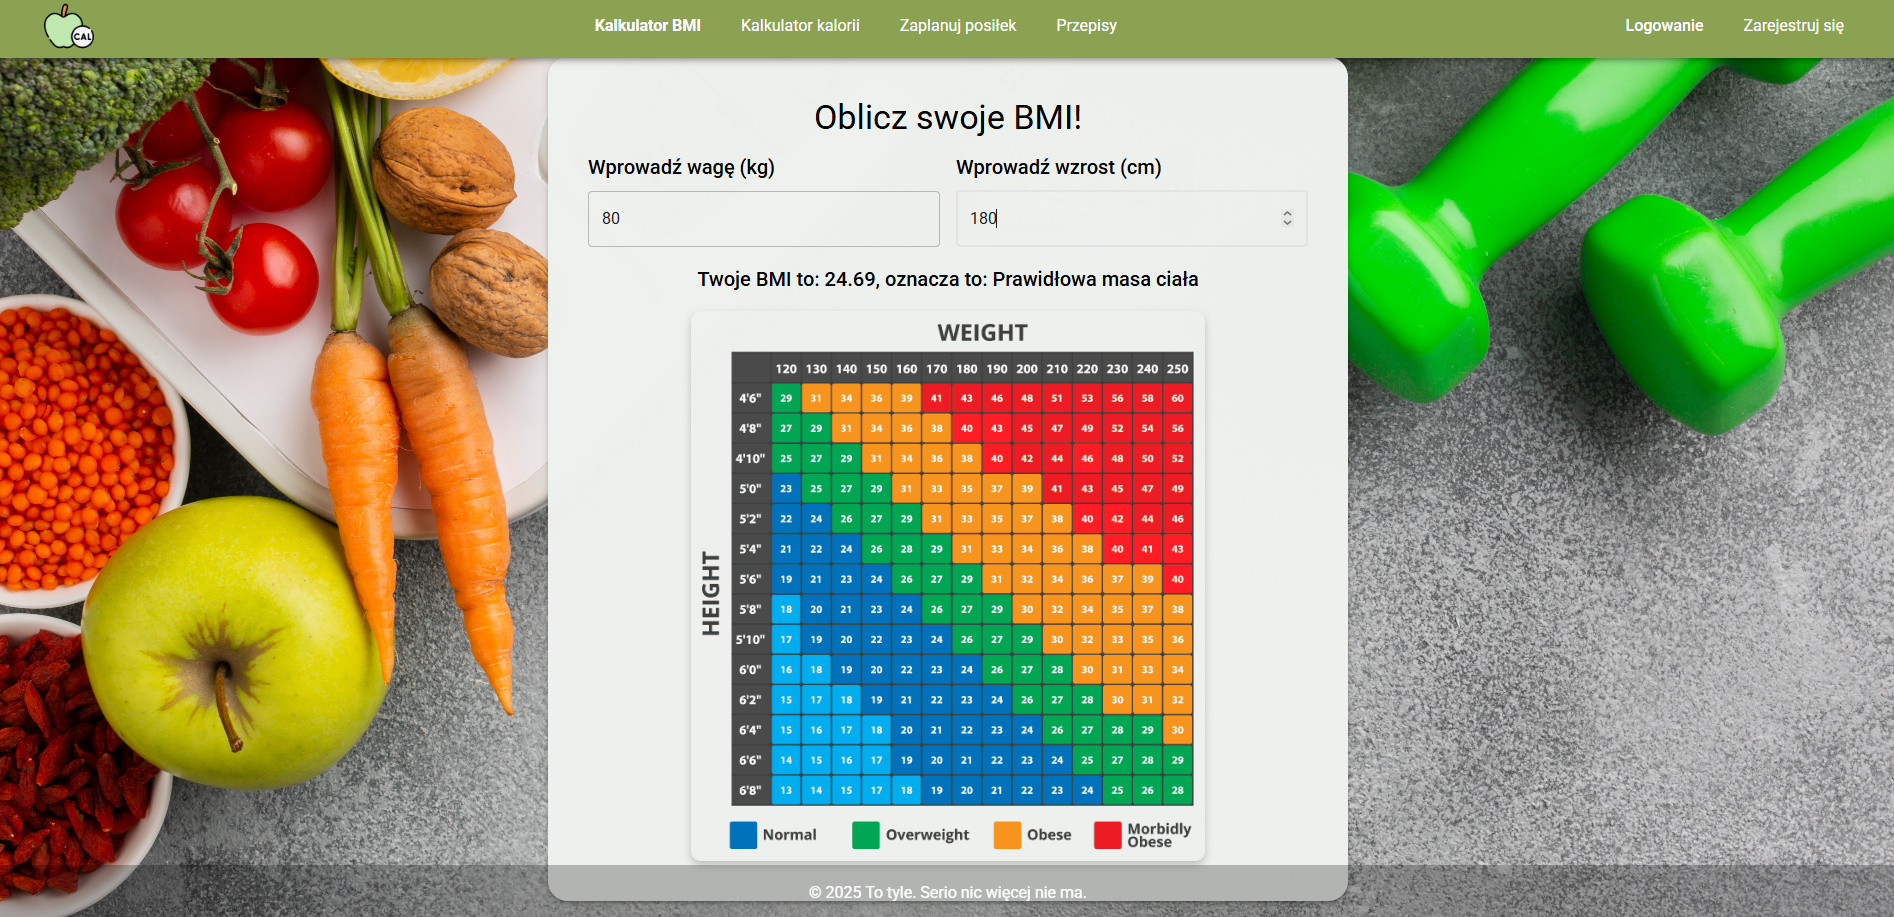 CAL
Kalkulator BMI Kalkulator kalorii Zaplanuj posiłek Przepisy Logowanie Zarejestruj się
Oblicz swoje BMI!
Wprowadź wagę (kg) Wprowadź wzrost (cm)
80 180
Twoje BMI to: 24.69, oznacza to: Prawidłowa masa ciała
WEIGHT
120 130 140 150 160 170 180 190 200 210 220 230 240 250
HEIGHT
4'6" 29 31 34 36 39 41 43 46 48 51 53 56 58 60
4'8" 27 29 31 34 36 38 40 43 45 47 49 52 54 56
4'10" 25 27 29 31 34 36 38 40 42 44 46 48 50 52
5'0" 23 25 27 29 31 33 35 37 39 41 43 45 47 49
5'2" 22 24 26 27 29 31 33 35 37 38 40 42 44 46
5'4" 21 22 24 26 28 29 31 33 34 36 38 40 41 43
5'6" 19 21 23 24 26 27 29 31 32 34 36 37 39 40
5'8" 18 20 21 23 24 26 27 29 30 32 34 35 37 38
5'10" 17 19 20 22 23 24 26 27 29 30 32 33 35 36
6'0" 16 18 19 20 22 23 24 26 27 28 30 31 33 34
6'2" 15 17 18 19 21 22 23 24 26 27 28 30 31 32
6'4" 15 16 17 18 20 21 22 23 24 26 27 28 29 30
6'6" 14 15 16 17 19 20 21 22 23 24 25 27 28 29
6'8" 13 14 15 17 18 19 20 21 22 23 24 25 26 28
Normal Overweight Obese Morbidly Obese
© 2025 To tyle. Serio nic więcej nie ma.